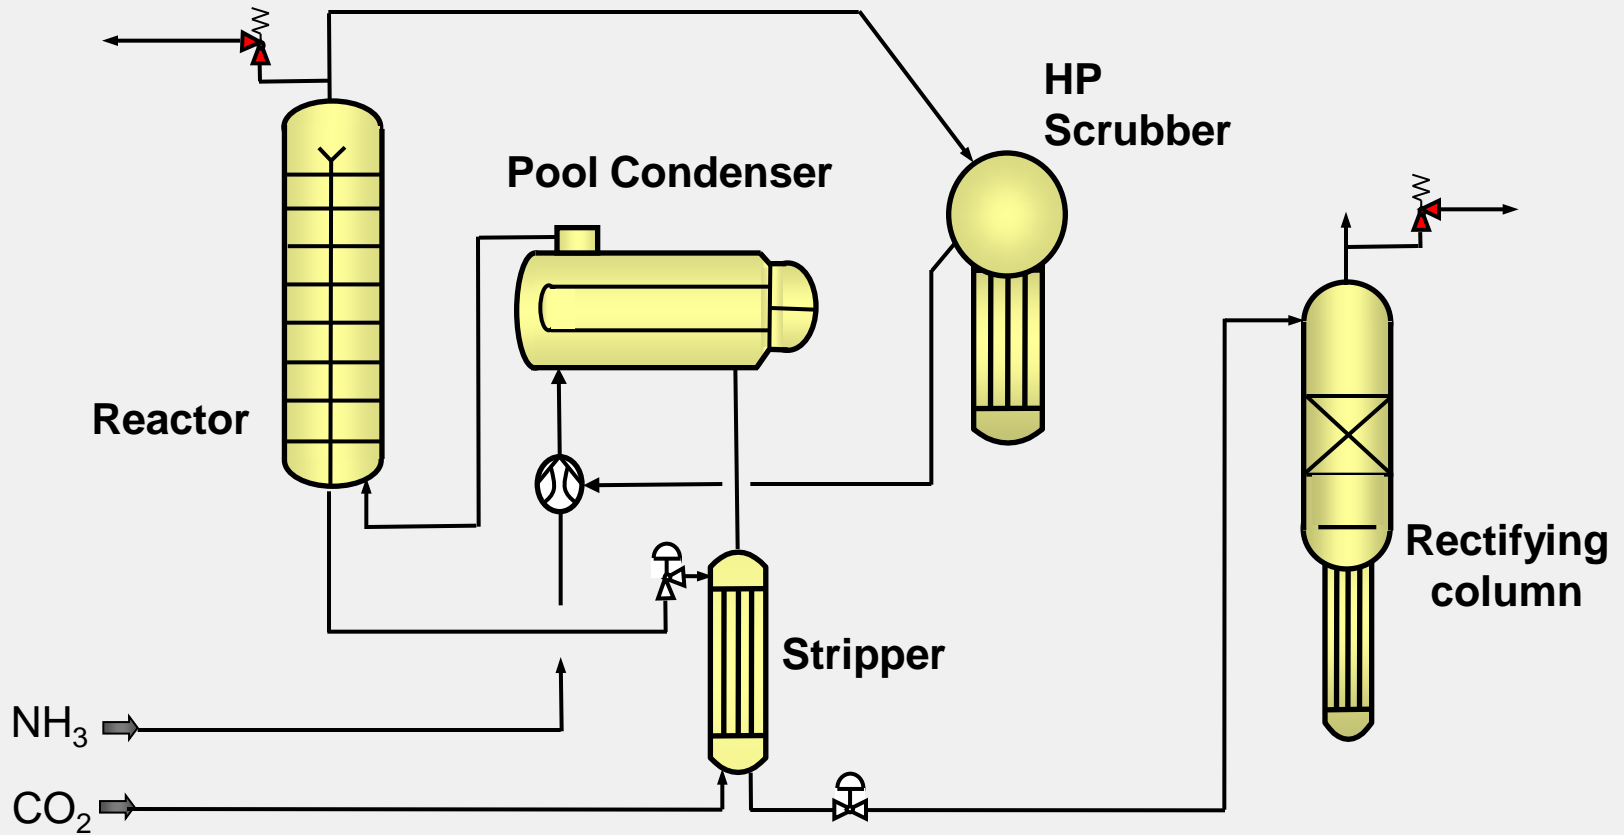 HP
Scrubber
Pool Condenser
Reactor
Rectifying
column
Stripper
NH₃
CO₂